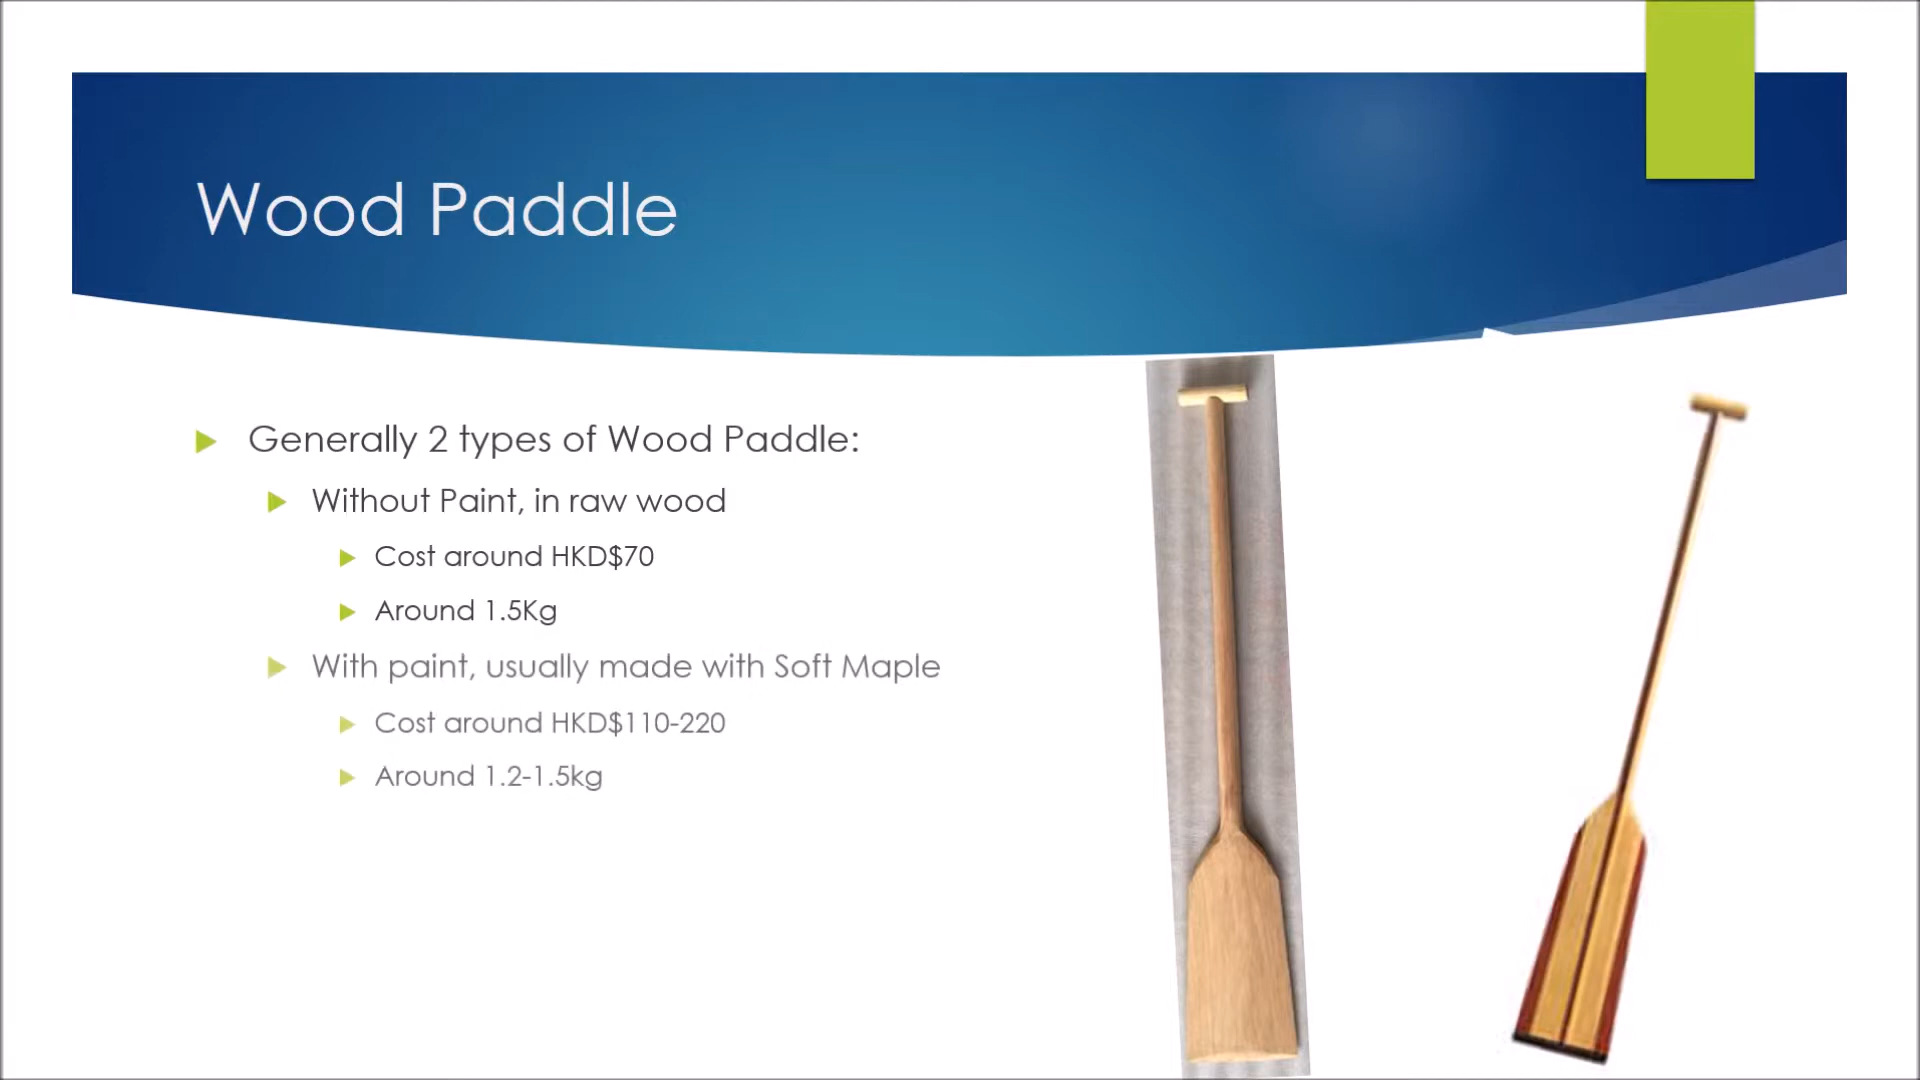 Wood Paddle
Generally 2 types of Wood Paddle:
Without Paint, in raw wood
Cost around HKD$70
Around 1.5Kg
With paint, usually made with Soft Maple
Cost around HKD$110-220
Around 1.2-1.5kg